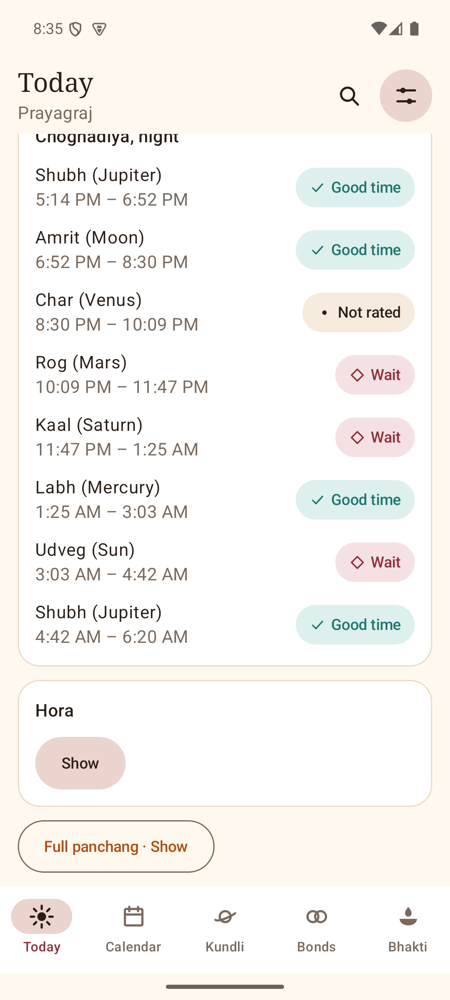 8:35
Today
Prayagraj
Choghadiya, night
Shubh (Jupiter)
5:14 PM – 6:52 PM
Good time
Amrit (Moon)
6:52 PM – 8:30 PM
Good time
Char (Venus)
8:30 PM – 10:09 PM
Not rated
Rog (Mars)
10:09 PM – 11:47 PM
Wait
Kaal (Saturn)
11:47 PM – 1:25 AM
Wait
Labh (Mercury)
1:25 AM – 3:03 AM
Good time
Udveg (Sun)
3:03 AM – 4:42 AM
Wait
Shubh (Jupiter)
4:42 AM – 6:20 AM
Good time
Hora
Show
Full panchang · Show
Today
Calendar
Kundli
Bonds
Bhakti